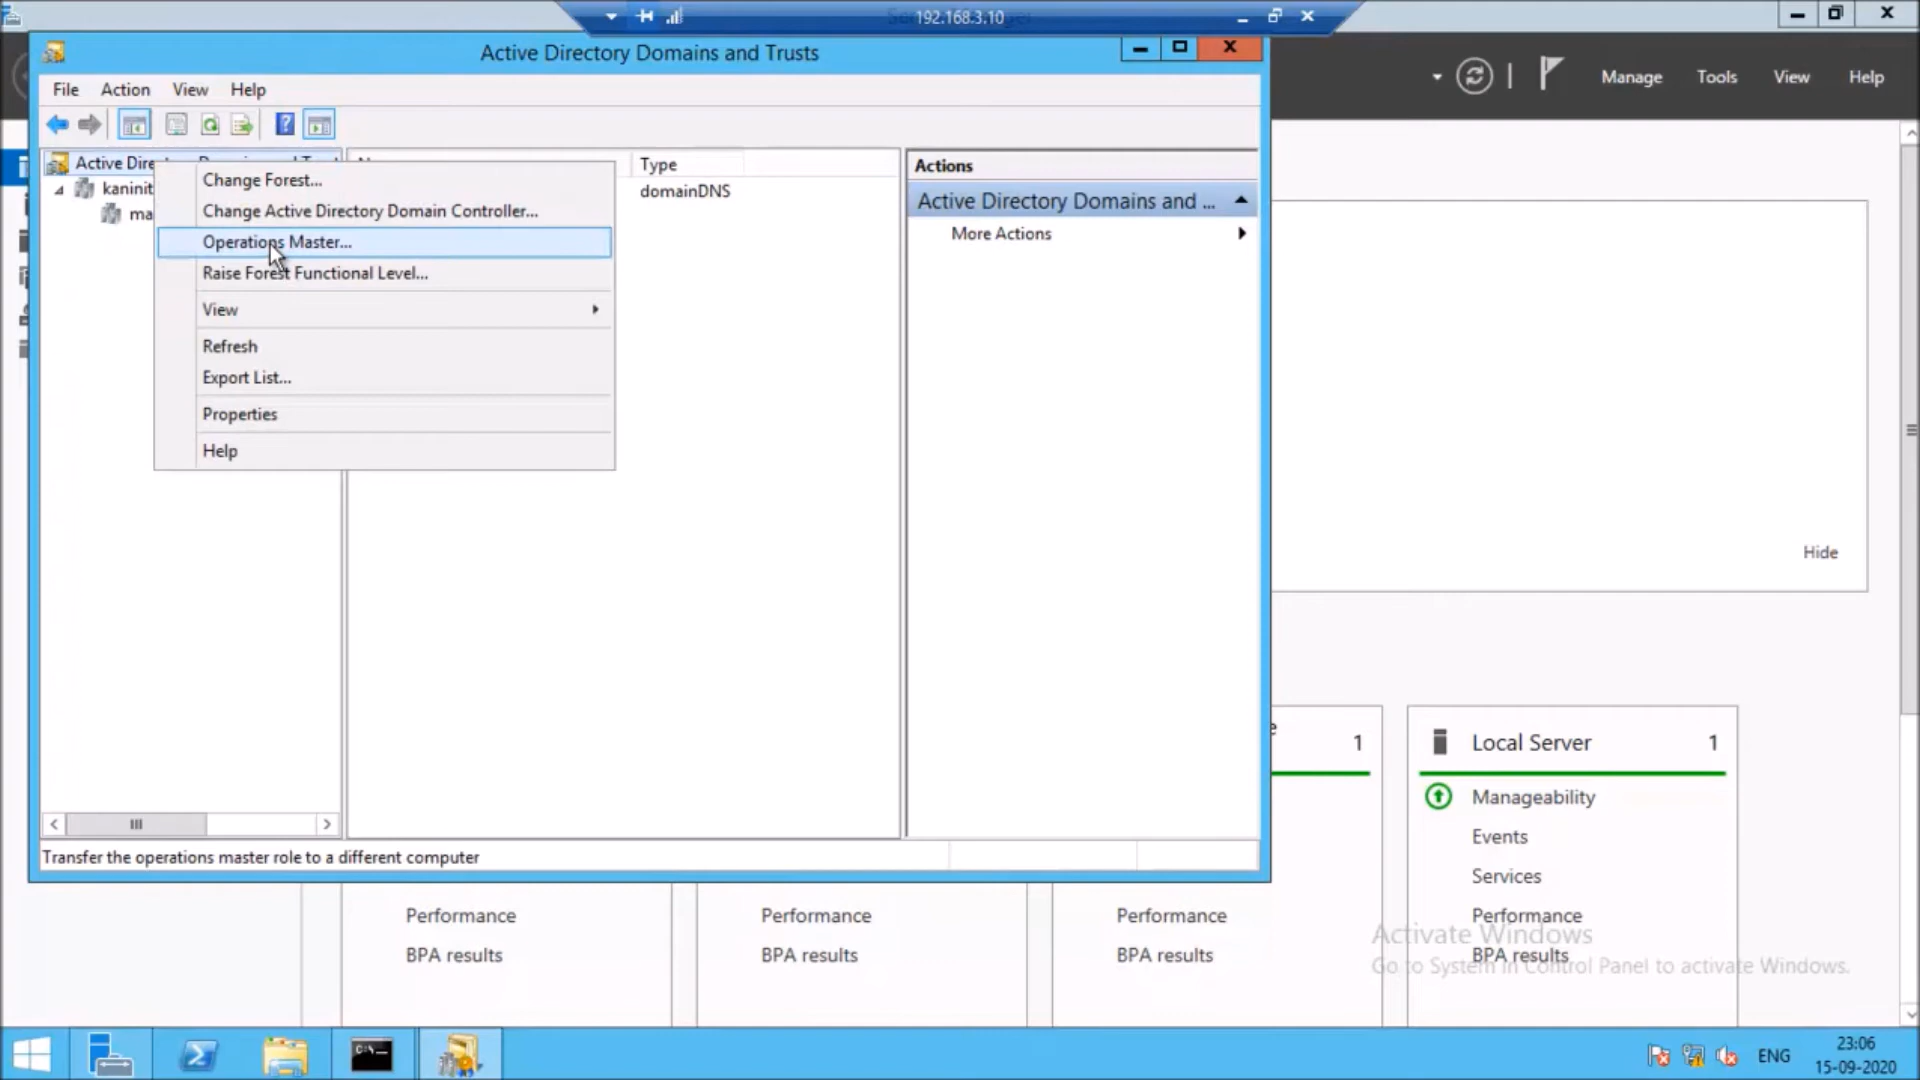 192.168.3.10
Active Directory Domains and Trusts
File Action View Help
Manage Tools View Help
Active
kaninit
ma
Change Forest...
Change Active Directory Domain Controller...
Operations Master...
Raise Forest Functional Level...
View
Refresh
Export List...
Properties
Help
Type
domainDNS
Actions
Active Directory Domains and ...
More Actions
Hide
Transfer the operations master role to a different computer
1
Local Server 1
Manageability
Events
Services
Performance
BPA results
Performance
BPA results
Performance
BPA results
Performance
BPA results
Activate Windows
Go to System in Control Panel to activate Windows.
ENG
23:06
15-09-2020